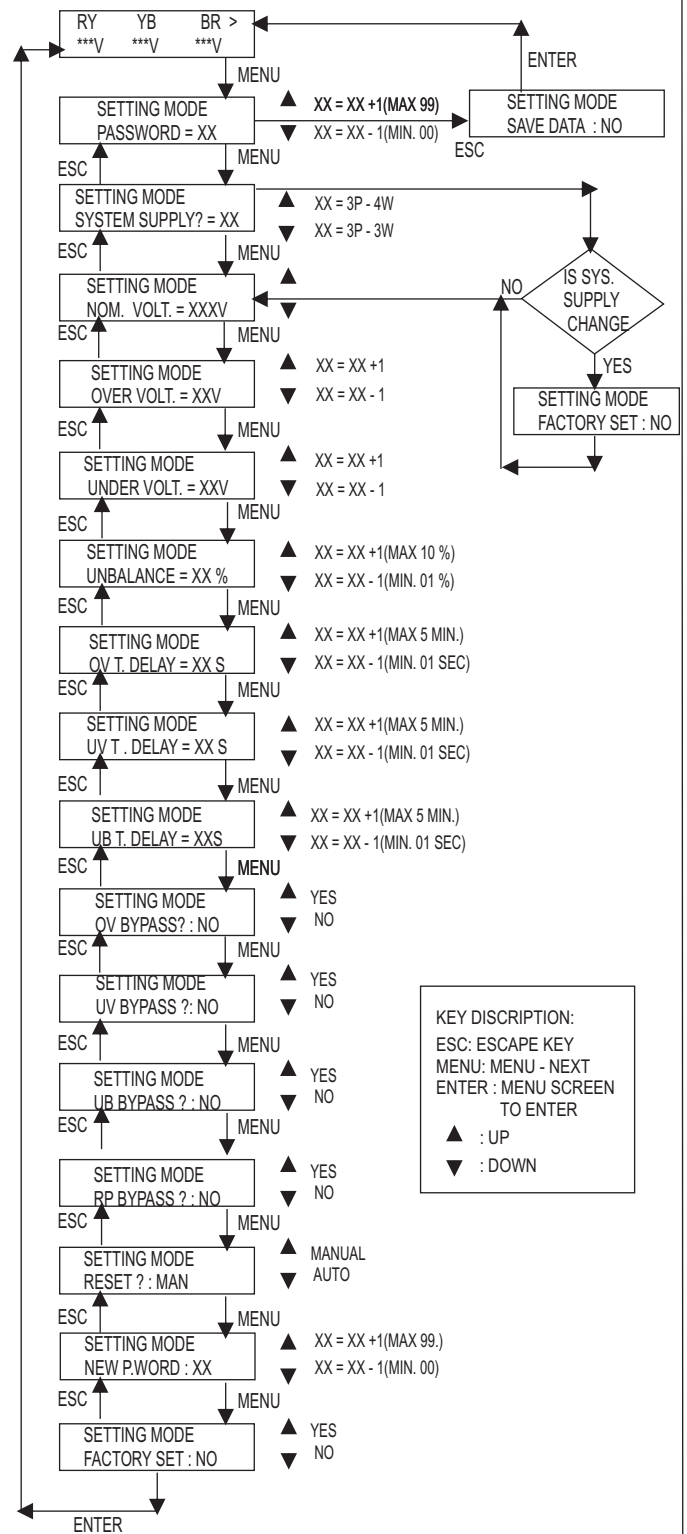 RY YB BR >
***V ***V ***V
MENU
ENTER
SETTING MODE
PASSWORD = XX
▲ XX = XX +1(MAX 99)
▼ XX = XX - 1(MIN. 00)
ESC
SETTING MODE
SAVE DATA : NO
ESC
MENU
SETTING MODE
SYSTEM SUPPLY? = XX
▲ XX = 3P - 4W
▼ XX = 3P - 3W
ESC
MENU
SETTING MODE
NOM. VOLT. = XXXV
▲
▼
NO
IS SYS.
SUPPLY
CHANGE
YES
SETTING MODE
FACTORY SET : NO
ESC
MENU
SETTING MODE
OVER VOLT. = XXV
▲ XX = XX +1
▼ XX = XX - 1
ESC
MENU
SETTING MODE
UNDER VOLT. = XXV
▲ XX = XX +1
▼ XX = XX - 1
ESC
MENU
SETTING MODE
UNBALANCE = XX %
▲ XX = XX +1(MAX 10 %)
▼ XX = XX - 1(MIN. 01 %)
ESC
MENU
SETTING MODE
OV T. DELAY = XX S
▲ XX = XX +1(MAX 5 MIN.)
▼ XX = XX - 1(MIN. 01 SEC)
ESC
MENU
SETTING MODE
UV T . DELAY = XX S
▲ XX = XX +1(MAX 5 MIN.)
▼ XX = XX - 1(MIN. 01 SEC)
ESC
MENU
SETTING MODE
UB T. DELAY = XXS
▲ XX = XX +1(MAX 5 MIN.)
▼ XX = XX - 1(MIN. 01 SEC)
ESC
MENU
SETTING MODE
OV BYPASS? : NO
▲ YES
▼ NO
ESC
MENU
SETTING MODE
UV BYPASS ?: NO
▲ YES
▼ NO
ESC
MENU
SETTING MODE
UB BYPASS ? : NO
▲ YES
▼ NO
ESC
MENU
SETTING MODE
RP BYPASS ? : NO
▲ YES
▼ NO
ESC
MENU
SETTING MODE
RESET ? : MAN
▲ MANUAL
▼ AUTO
ESC
MENU
SETTING MODE
NEW P.WORD : XX
▲ XX = XX +1(MAX 99.)
▼ XX = XX - 1(MIN. 00)
ESC
MENU
SETTING MODE
FACTORY SET : NO
▲ YES
▼ NO
ENTER
KEY DISCRIPTION:
ESC: ESCAPE KEY
MENU: MENU - NEXT
ENTER : MENU SCREEN
TO ENTER
▲ : UP
▼ : DOWN